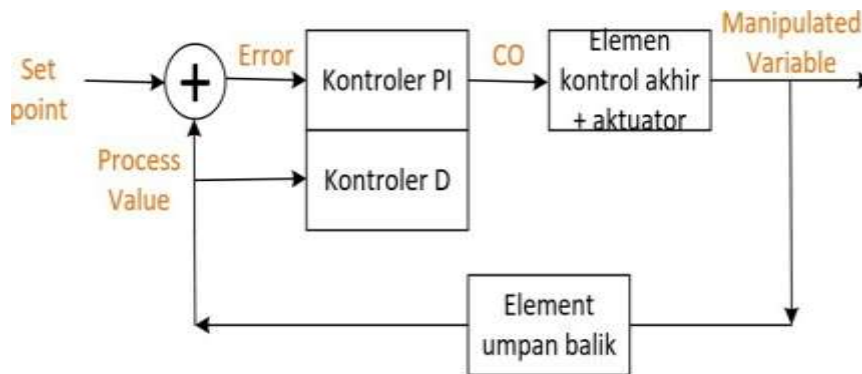 Set
point
+
Error
Kontroler PI
CO
Elemen
kontrol akhir
+ aktuator
Manipulated
Variable
Process
Value
Kontroler D
Element
umpan balik